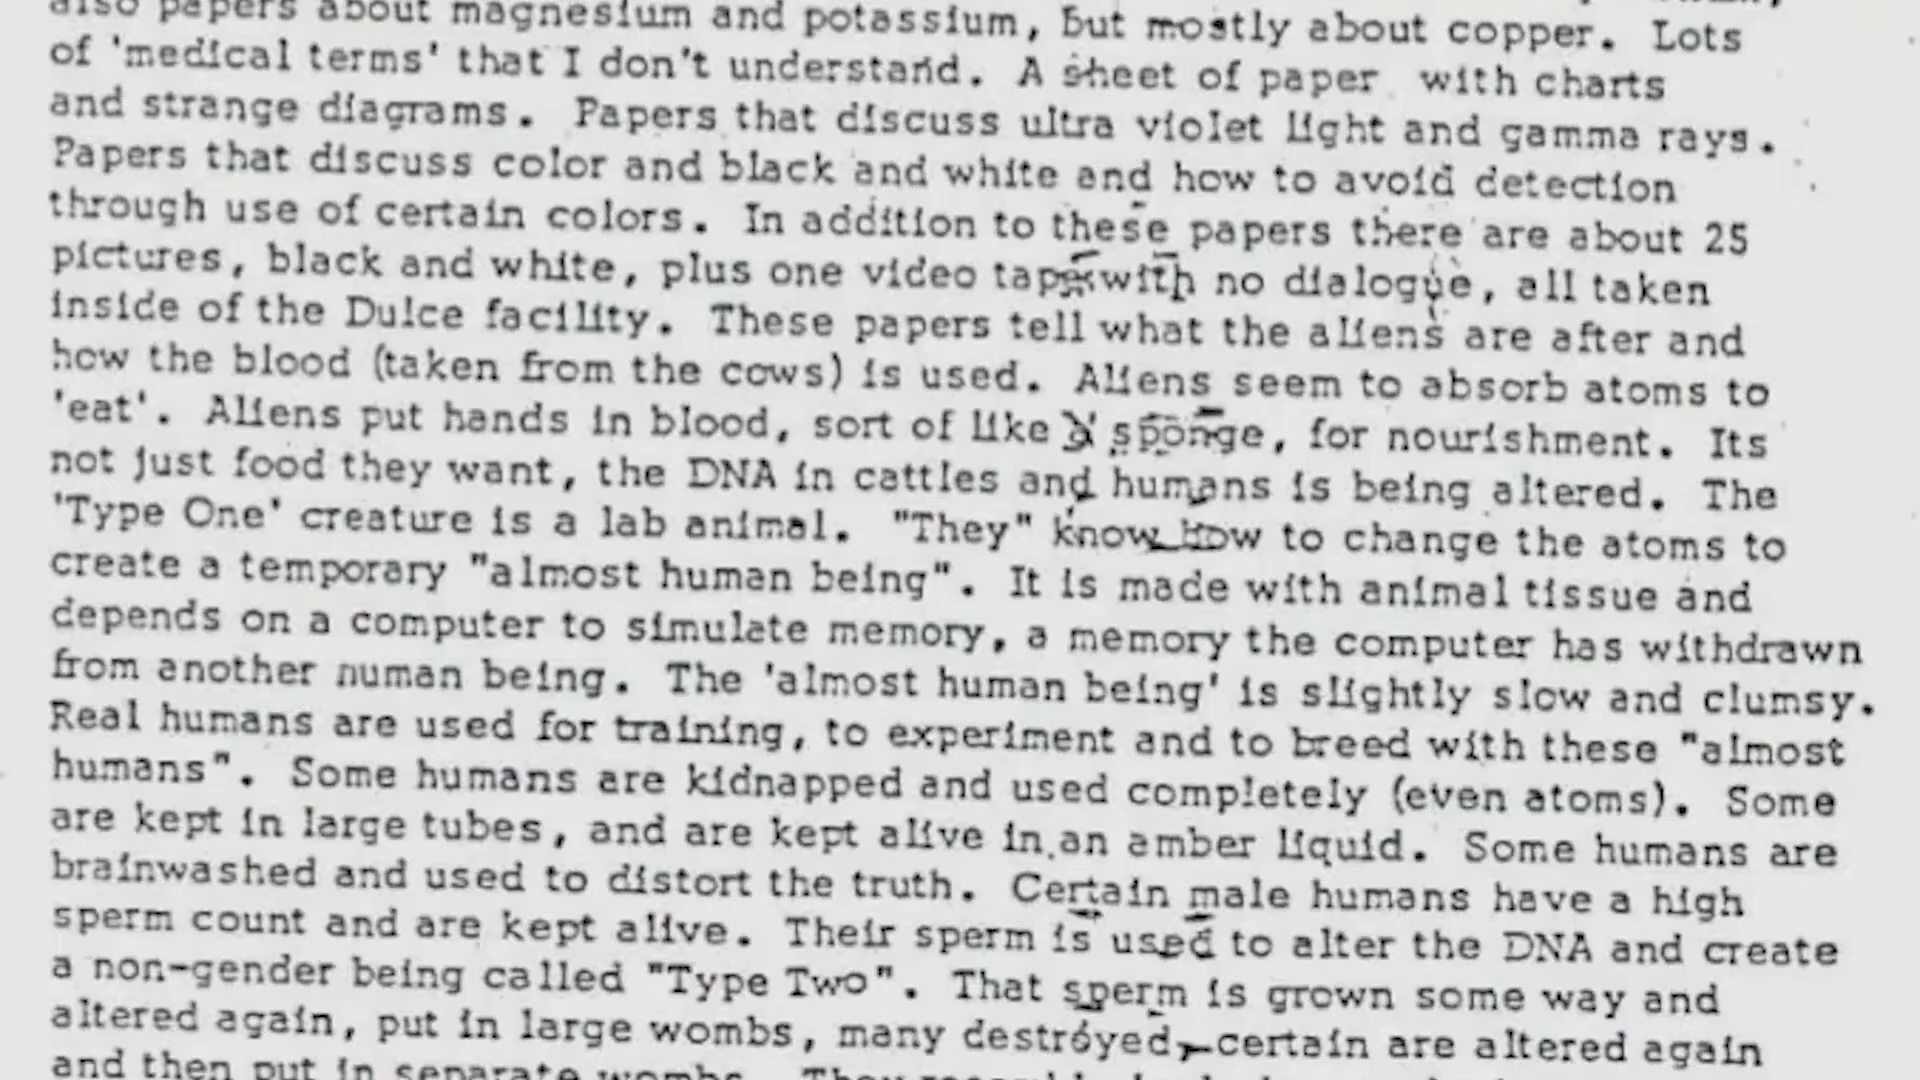 also papers about magnesium and potassium, but mostly about copper. Lots
of 'medical terms' that I don't understand. A sheet of paper with charts
and strange diagrams. Papers that discuss ultra violet light and gamma rays.
Papers that discuss color and black and white and how to avoid detection
through use of certain colors. In addition to these papers there are about 25
pictures, black and white, plus one video tape with no dialogue, all taken
inside of the Dulce facility. These papers tell what the aliens are after and
how the blood (taken from the cows) is used. Aliens seem to absorb atoms to
'eat'. Aliens put hands in blood, sort of like a sponge, for nourishment. Its
not just food they want, the DNA in cattles and humans is being altered. The
'Type One' creature is a lab animal. "They" know how to change the atoms to
create a temporary "almost human being". It is made with animal tissue and
depends on a computer to simulate memory, a memory the computer has withdrawn
from another human being. The 'almost human being' is slightly slow and clumsy.
Real humans are used for training, to experiment and to breed with these "almost
humans". Some humans are kidnapped and used completely (even atoms). Some
are kept in large tubes, and are kept alive in an amber liquid. Some humans are
brainwashed and used to distort the truth. Certain male humans have a high
sperm count and are kept alive. Their sperm is used to alter the DNA and create
a non-gender being called "Type Two". That sperm is grown some way and
altered again, put in large wombs, many destroyed, certain are altered again
and then put in separate wombs. They